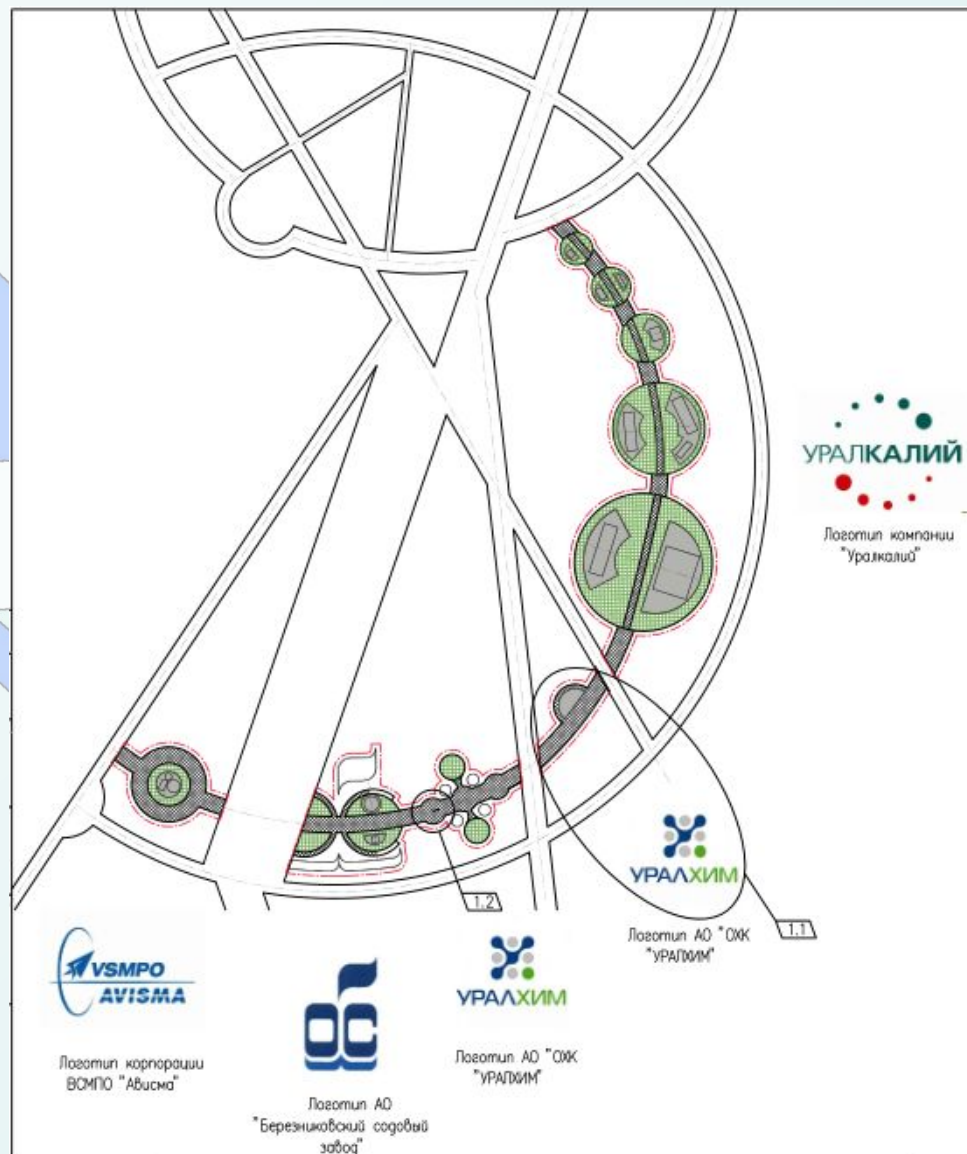 УРАЛКАЛИЙ
Логотип компании
"Уралкалий"
УРАЛХИМ
Логотип АО "ОХК
"УРАЛХИМ"
1.1
1.2
VSMPO
AVISMA
Логотип корпорации
ВСМПО "Ависма"
Логотип АО
"Березниковский содовый
завод"
УРАЛХИМ
Логотип АО "ОХК
"УРАЛХИМ"